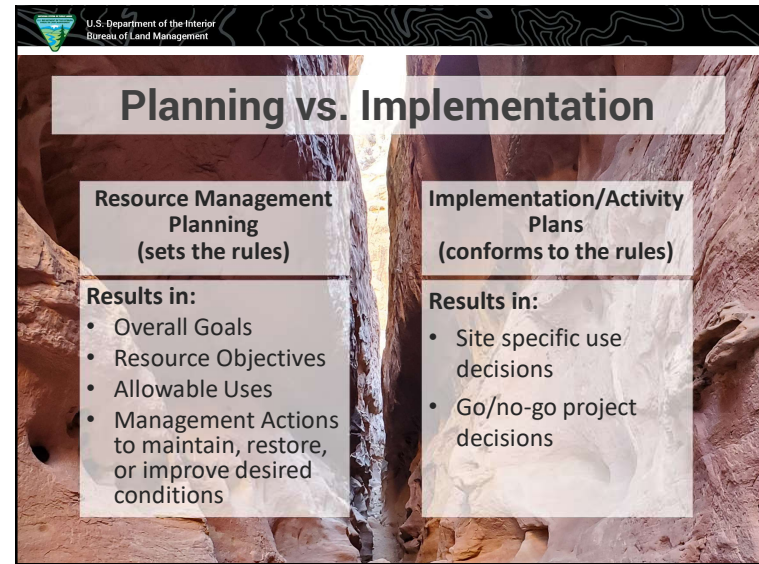 U.S. Department of the Interior
Bureau of Land Management
Planning vs. Implementation
Resource Management
Planning
(sets the rules)
Results in:
• Overall Goals
• Resource Objectives
• Allowable Uses
• Management Actions
to maintain, restore,
or improve desired
conditions
Implementation/Activity
Plans
(conforms to the rules)
Results in:
• Site specific use
decisions
• Go/no-go project
decisions